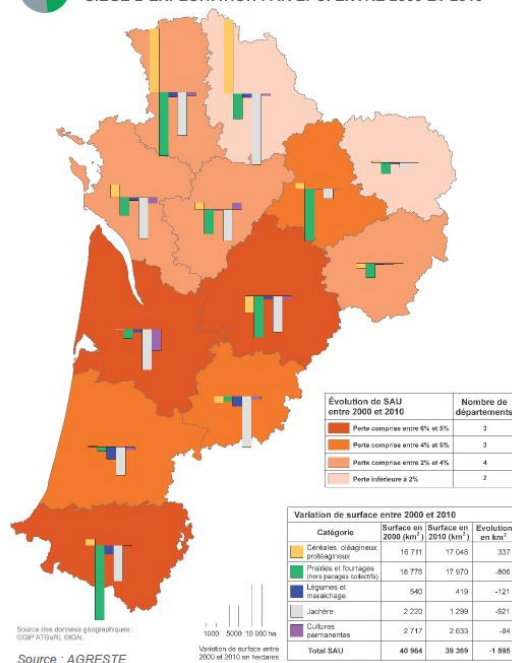 SIÈGE D'EXPLOITATION PAR EPCI ENTRE 2000 ET 2010
Évolution de SAU entre 2000 et 2010
Nombre de départements
Perte comprise entre 6% et 8% 3
Perte comprise entre 4% et 6% 3
Perte comprise entre 2% et 4% 4
Perte inférieure à 2% 2
Variation de surface entre 2000 et 2010
Catégorie
Surface en 2000 (km²)
Surface en 2010 (km²)
Evolution en km²
Céréales, oléagineux, protéagineux 16 711 17 048 337
Prairies et fourrages (hors pacages collectifs) 18 776 17 970 -806
Légumes et maraîchage 540 419 -121
Jachère 2 220 1 299 -921
Cultures permanentes 2 717 2 633 -84
Total SAU 40 964 39 369 -1 595
1000 5000 10 000 ha
Variation de surface entre 2000 et 2010 en hectares
Source des données géographiques :
Source : AGRESTE